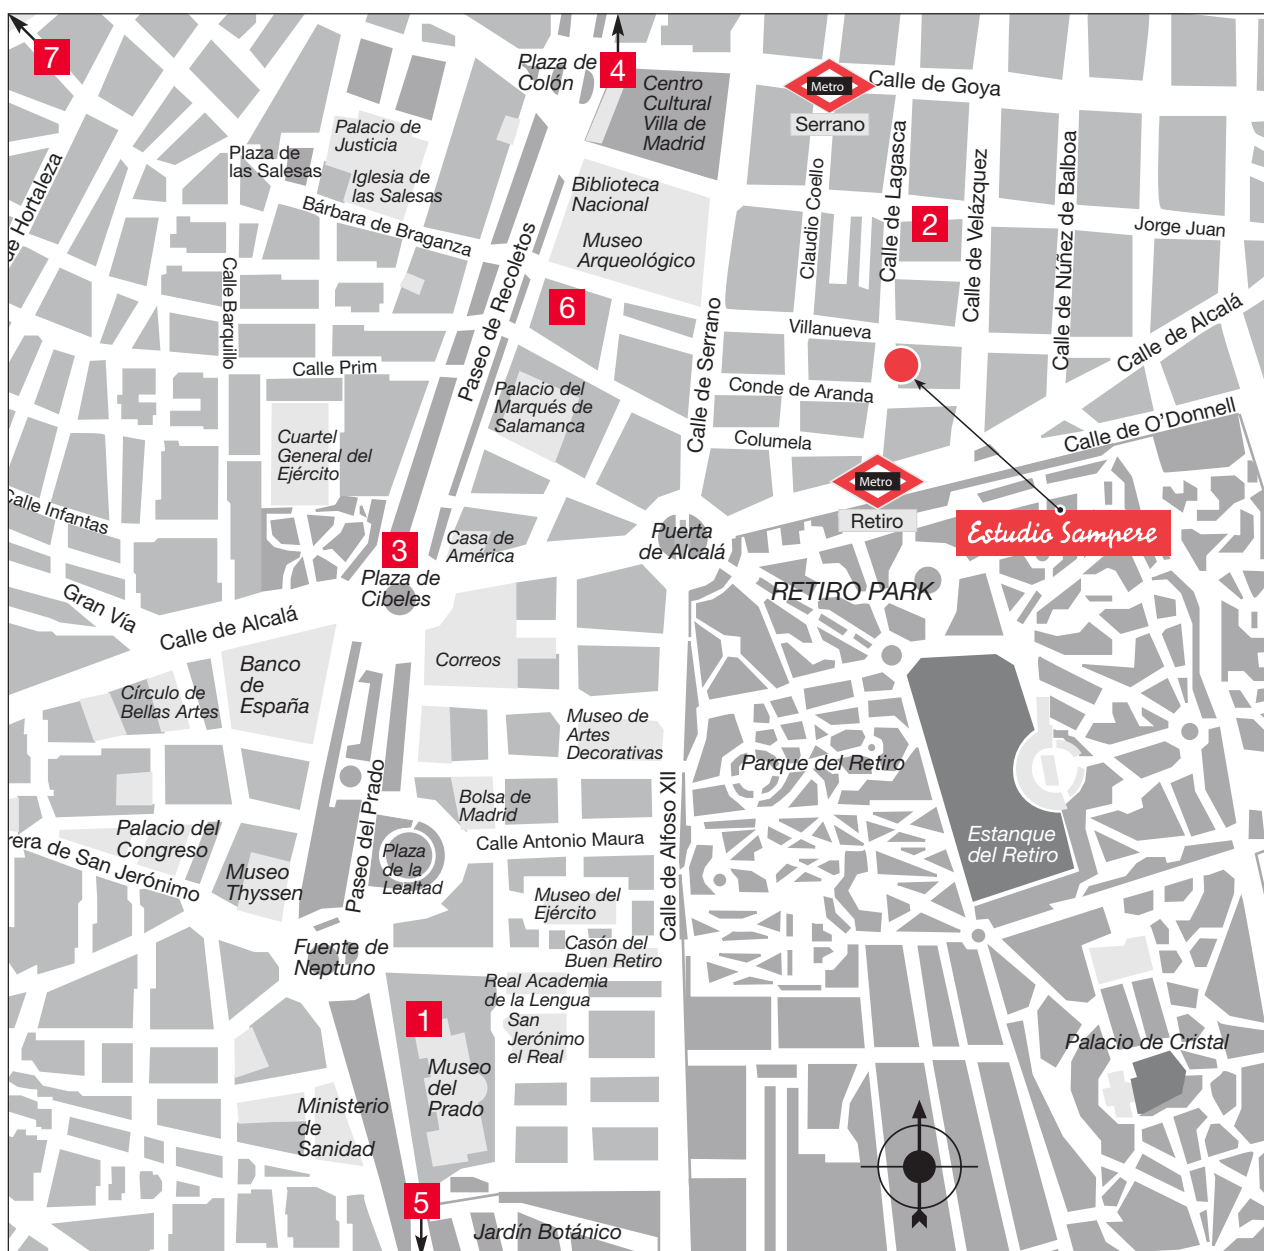 7
Plaza de
Colón
4
Centro
Cultural
Villa de
Madrid
Metro
Serrano
Calle de Goya
Palacio de
Justicia
Plaza de
las Salesas
Iglesia de
las Salesas
Bárbara de Braganza
de Hortaleza
Biblioteca
Nacional
Museo
Arqueológico
Claudio Coello
Calle de Lagasca
2
Calle de Velázquez
Calle de Núñez de Balboa
Jorge Juan
Calle Barquillo
Paseo de Recoletos
6
Calle de Serrano
Villanueva
Calle de Alcalá
Calle Prim
Palacio del
Marqués de
Salamanca
Conde de Aranda
Columela
Calle de O’Donnell
Cuartel
General del
Ejército
Metro
Retiro
Calle Infantas
3
Casa de
América
Puerta
de Alcalá
Estudio Sampere
Plaza de
Cibeles
RETIRO PARK
Gran Vía
Calle de Alcalá
Correos
Banco
de
España
Círculo de
Bellas Artes
Museo de
Artes
Decorativas
Parque del Retiro
Paseo del Prado
Calle de Alfoso XII
Bolsa de
Madrid
Palacio del
Congreso
rera de San Jerónimo
Museo
Thyssen
Plaza
de la
Lealtad
Calle Antonio Maura
Estanque
del Retiro
Museo del
Ejército
Fuente de
Neptuno
Casón del
Buen Retiro
Real Academia
de la Lengua
1
San
Jerónimo
el Real
Palacio de Cristal
Museo
del
Prado
Ministerio
de
Sanidad
5
Jardín Botánico